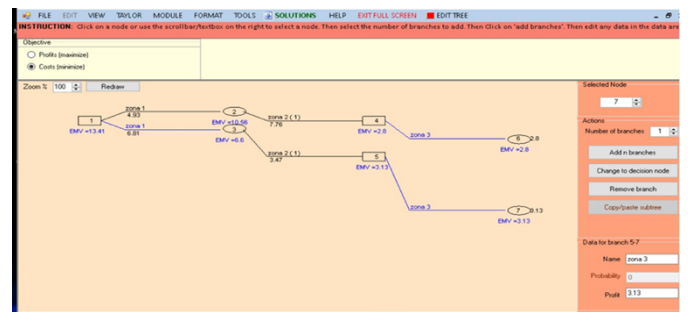 FILE EDIT VIEW TAYLOR MODULE FORMAT TOOLS SOLUTIONS HELP EXIT FULL SCREEN EDIT TREE
INSTRUCTION: Click on a node or use the scrollbar/textbox on the right to select a node. Then select the number of branches to add. Then Click on 'add branches'. Then edit any data in the data are
Objective
Profits (maximize)
Costs (minimize)
Zoom % 100 Redraw
Selected Node
7
Actions
Number of branches 1
Add n branches
Change to decision node
Remove branch
Copy/paste subtree
Data for branch 5-7
Name zona 3
Probability 0
Profit 3.13
1
EMV =13.41
zona 1
4.93
zona 1
6.81
2
EMV =10.56
3
EMV =6.6
zona 2 ( 1)
7.76
zona 2 ( 1)
3.47
4
EMV =2.8
5
EMV =3.13
zona 3
6 2.8
EMV =2.8
zona 3
7 3.13
EMV =3.13